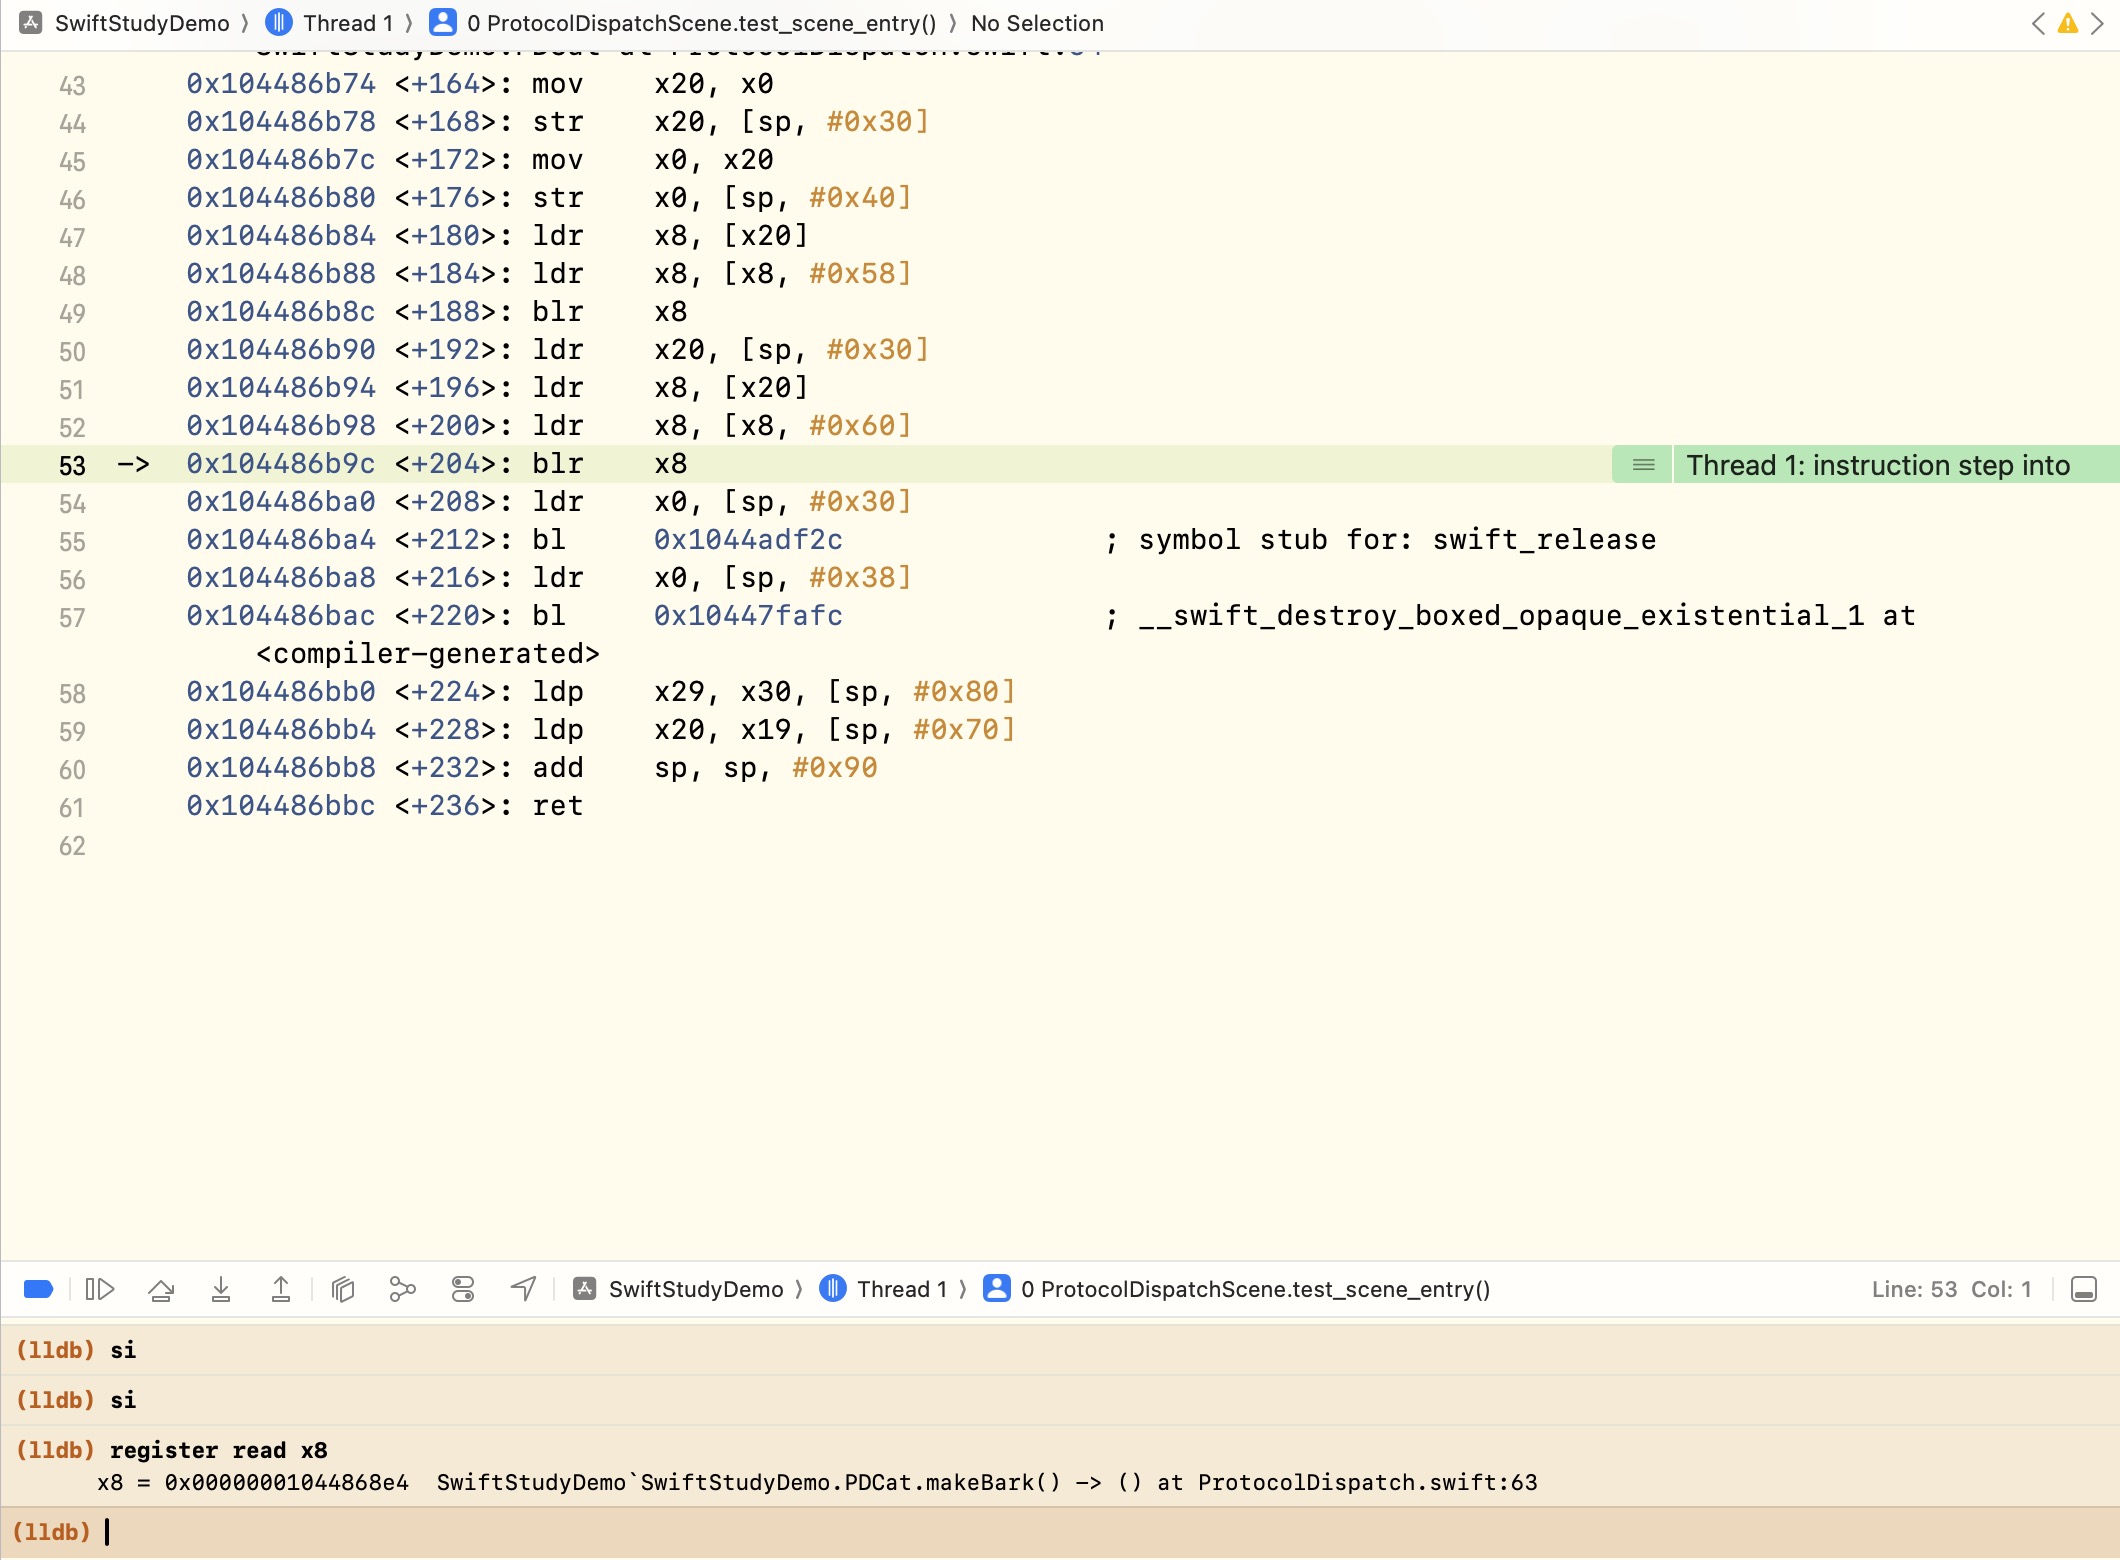 SwiftStudyDemo 〉 Thread 1 〉 0 ProtocolDispatchScene.test_scene_entry() 〉 No Selection
SwiftStudyDemo.PDCat at ProtocolDispatch.swift:
43 0x104486b74 <+164>: mov x20, x0
44 0x104486b78 <+168>: str x20, [sp, #0x30]
45 0x104486b7c <+172>: mov x0, x20
46 0x104486b80 <+176>: str x0, [sp, #0x40]
47 0x104486b84 <+180>: ldr x8, [x20]
48 0x104486b88 <+184>: ldr x8, [x8, #0x58]
49 0x104486b8c <+188>: blr x8
50 0x104486b90 <+192>: ldr x20, [sp, #0x30]
51 0x104486b94 <+196>: ldr x8, [x20]
52 0x104486b98 <+200>: ldr x8, [x8, #0x60]
53 -> 0x104486b9c <+204>: blr x8 Thread 1: instruction step into
54 0x104486ba0 <+208>: ldr x0, [sp, #0x30]
55 0x104486ba4 <+212>: bl 0x1044adf2c ; symbol stub for: swift_release
56 0x104486ba8 <+216>: ldr x0, [sp, #0x38]
57 0x104486bac <+220>: bl 0x10447fafc ; __swift_destroy_boxed_opaque_existential_1 at
<compiler-generated>
58 0x104486bb0 <+224>: ldp x29, x30, [sp, #0x80]
59 0x104486bb4 <+228>: ldp x20, x19, [sp, #0x70]
60 0x104486bb8 <+232>: add sp, sp, #0x90
61 0x104486bbc <+236>: ret
62
SwiftStudyDemo 〉 Thread 1 〉 0 ProtocolDispatchScene.test_scene_entry() Line: 53 Col: 1
(lldb) si
(lldb) si
(lldb) register read x8
x8 = 0x00000001044868e4 SwiftStudyDemo`SwiftStudyDemo.PDCat.makeBark() -> () at ProtocolDispatch.swift:63
(lldb)